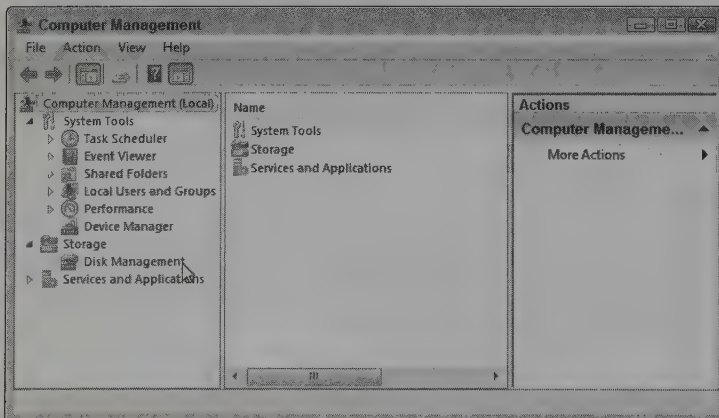 Computer Management
File Action View Help
Computer Management (Local)
System Tools
Task Scheduler
Event Viewer
Shared Folders
Local Users and Groups
Performance
Device Manager
Storage
Disk Management
Services and Applications
Name
System Tools
Storage
Services and Applications
Actions
Computer Manageme...
More Actions